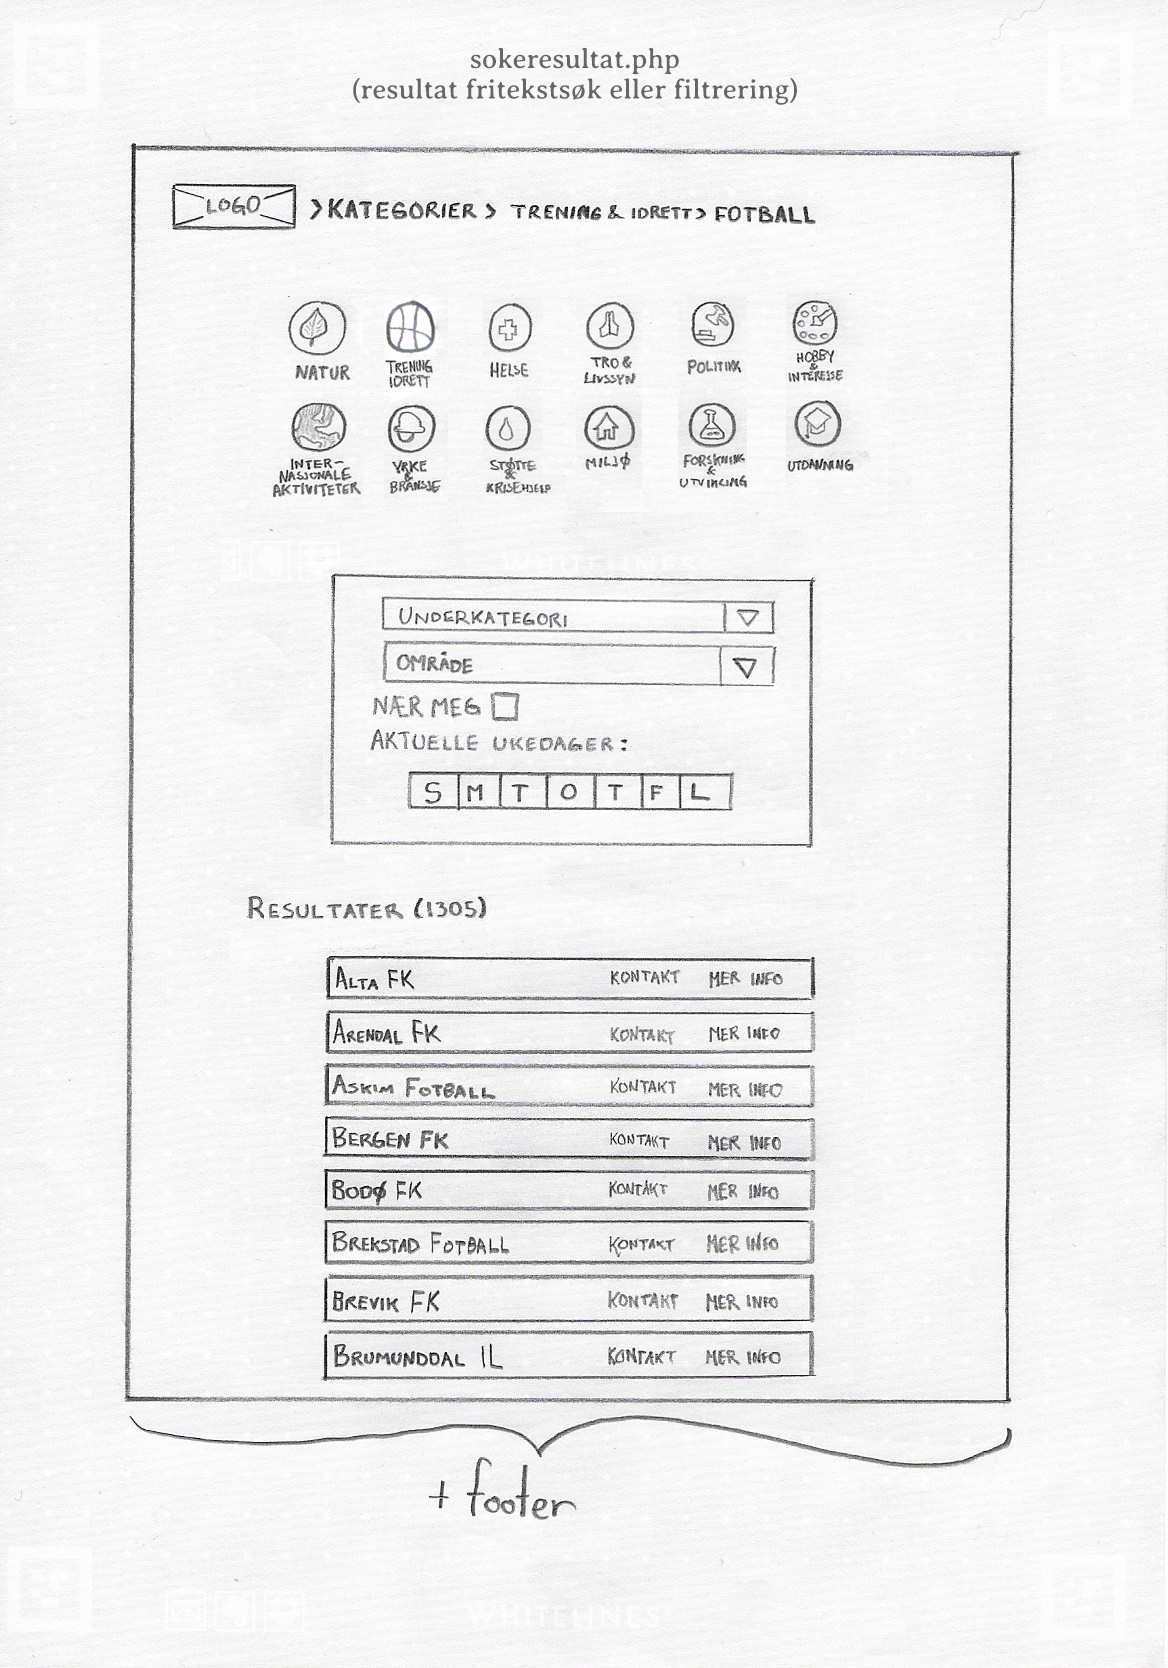 sokeresultat.php
(resultat fritekstsøk eller filtrering)
LOGO >KATEGORIER> TRENING & IDRETT> FOTBALL
NATUR
TRENING
IDRETT
HELSE
TRO &
LIVSSYN
POLITIKK
HOBBY
&
INTERESSE
INTER-
NASJONALE
AKTIVITETER
YRKE
&
BRANSJE
STØTTE
&
KRISEHJELP
MILJØ
FORSKNING
&
UTVIKLING
UTDANNING
WHITELINES
UNDERKATEGORI
OMRÅDE
NÆR MEG
AKTUELLE UKEDAGER:
S M T O T F L
RESULTATER (1305)
ALTA FK KONTAKT MER INFO
ARENDAL FK KONTAKT MER INFO
ASKIM FOTBALL KONTAKT MER INFO
BERGEN FK KONTAKT MER INFO
BODØ FK KONTAKT MER INFO
BREKSTAD FOTBALL KONTAKT MER INFO
BREVIK FK KONTAKT MER INFO
BRUMUNDDAL IL KONTAKT MER INFO
+ footer
WHITELINES